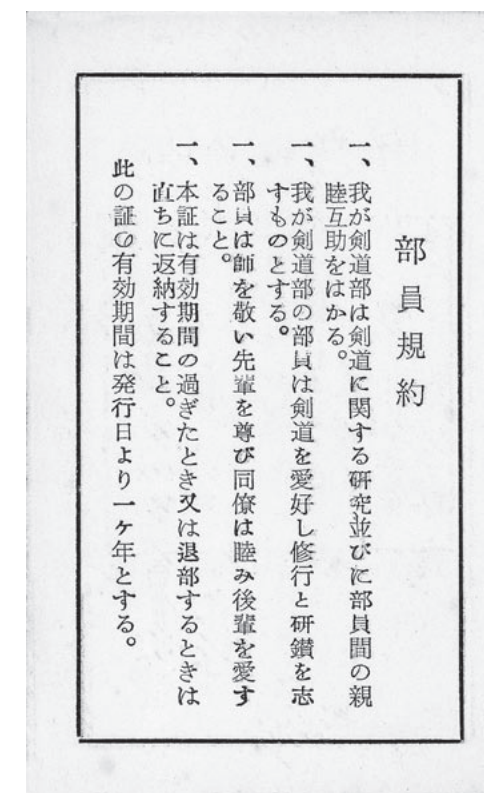 部員規約
一、我が剣道部は剣道に関する研究並びに部員間の親
睦互助をはかる。
一、我が剣道部の部員は剣道を愛好し修行と研鑽を志
すものとする。
一、部員は師を敬い先輩を尊び同僚は睦み後輩を愛す
ること。
一、本証は有効期間の過ぎたとき又は退部するときは
直ちに返納すること。
此の証の有効期間は発行日より一ヶ年とする。